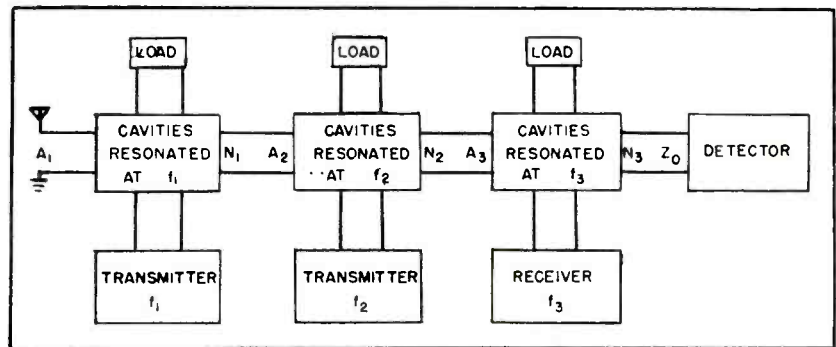 LOAD
LOAD
LOAD
CAVITIES
RESONATED
AT f₁
CAVITIES
RESONATED
AT f₂
CAVITIES
RESONATED
AT f₃
DETECTOR
A₁
N₁
A₂
N₂
A₃
N₃
Z₀
TRANSMITTER
f₁
TRANSMITTER
f₂
RECEIVER
f₃